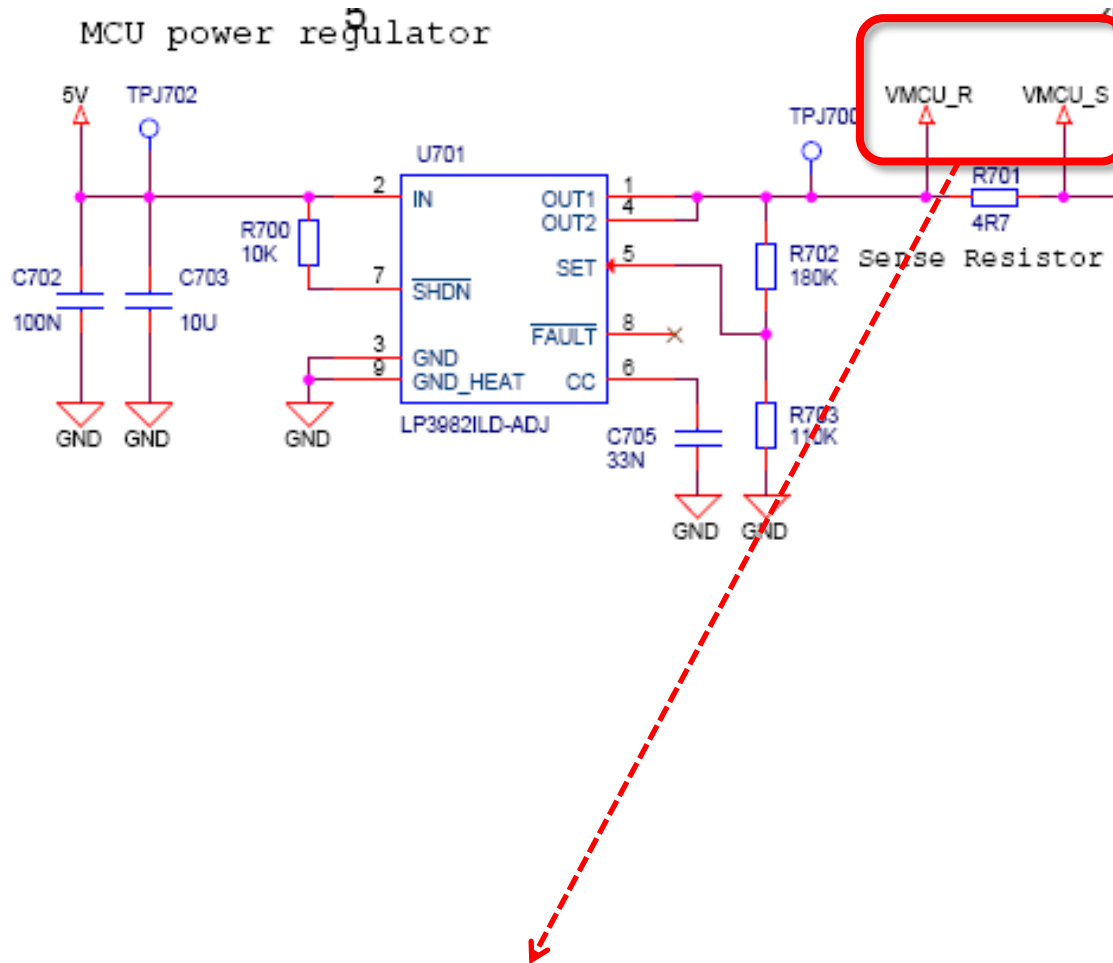 MCU power regulator
5V
TPJ702
TPJ700
VMCU_R
VMCU_S
U701
R701
4R7
Sense Resistor
2
IN
OUT1
1
OUT2
4
R700
10K
SET
5
R702
180K
C702
100N
C703
10U
7
SHDN
FAULT
8
3
GND
9
GND_HEAT
CC
6
LP3982ILD-ADJ
C705
33N
R703
110K
GND
GND
GND
GND
GND